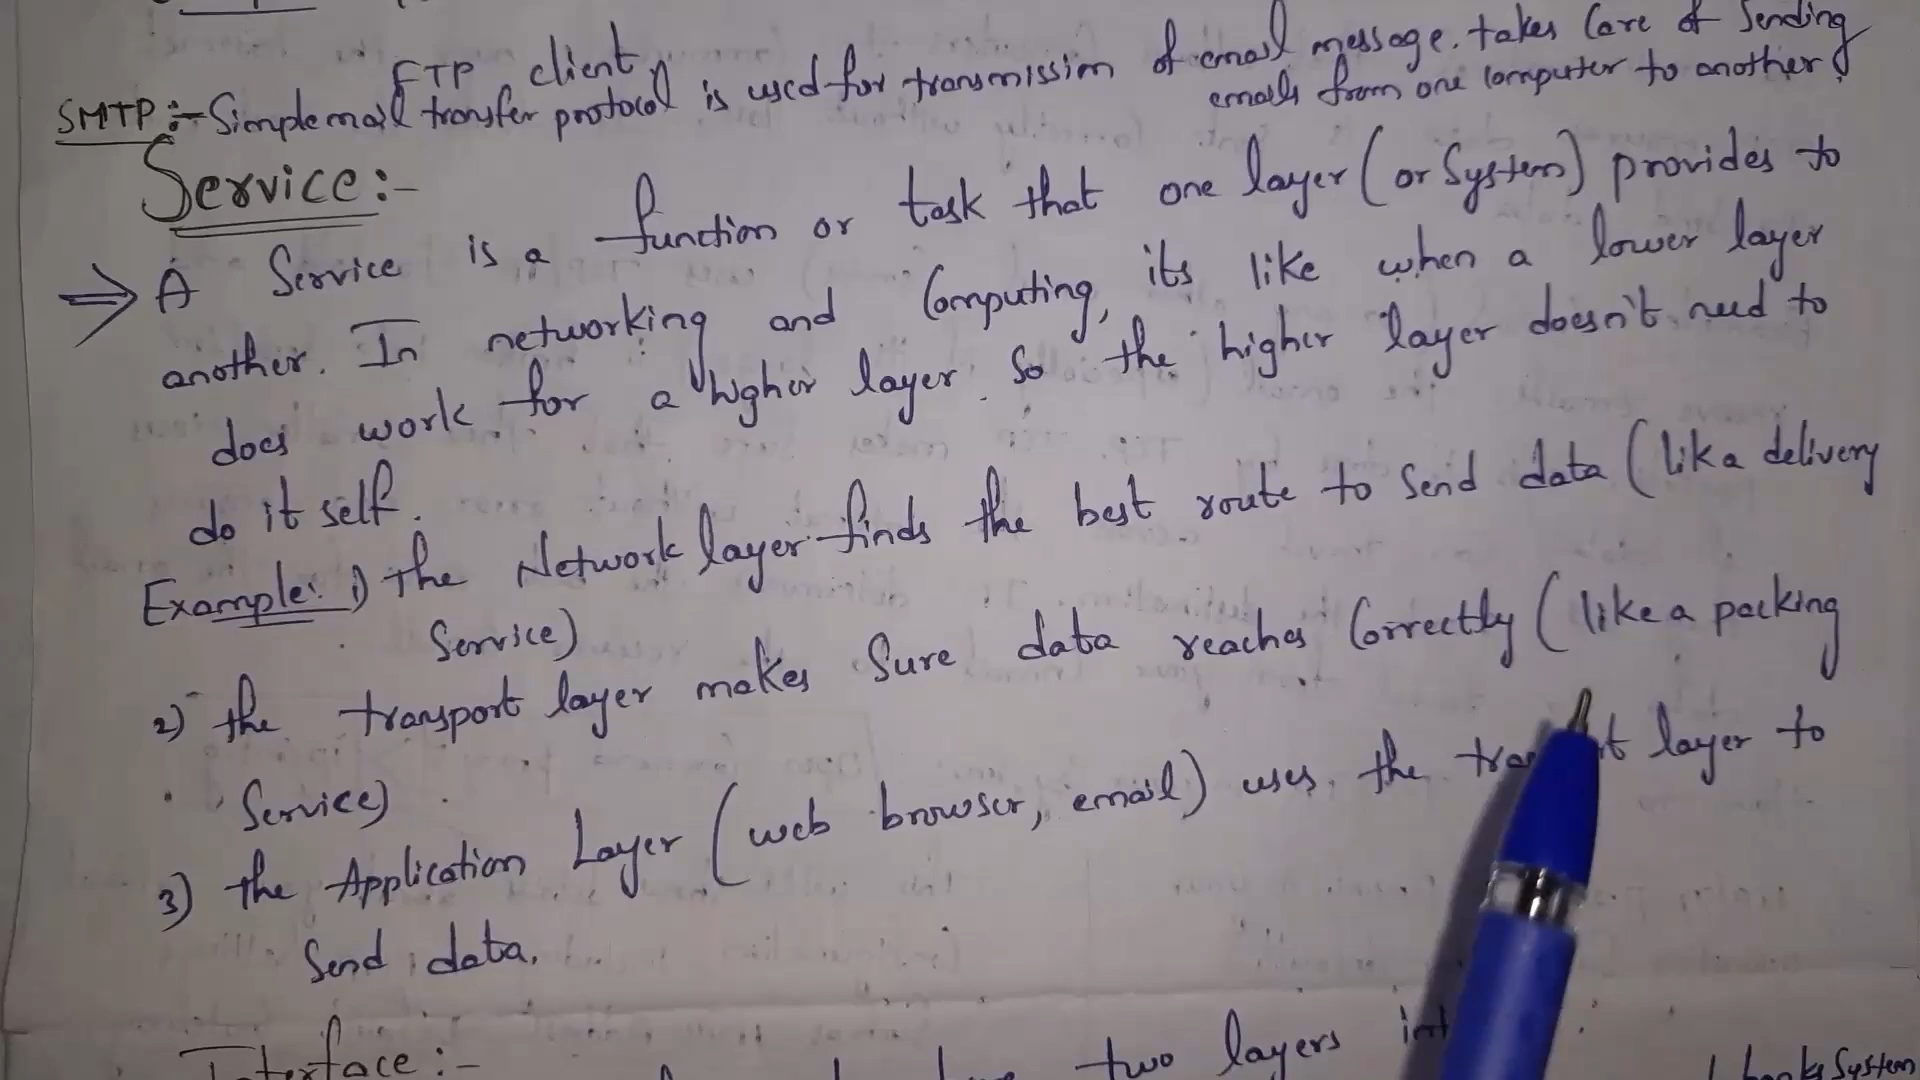 FTP client,
SMTP :- Simple mail transfer protocol is used for transmission of email message. takes Care of Sending
emails from one computer to another
Service:-
⇒ A Service is a function or task that one layer (or System) provides to
another. In networking and Computing, its like when a lower layer
does work for a higher layer. So the higher layer doesn't need to
do it self.
Example: 1) the Network layer finds the best route to Send data (like a delivery
Service)
2) the transport layer makes Sure data reaches Correctly (like a packing
Service)
3) the Application Layer (web browser, email) uses the layer to
Send data.
Interface :-
two layers
System